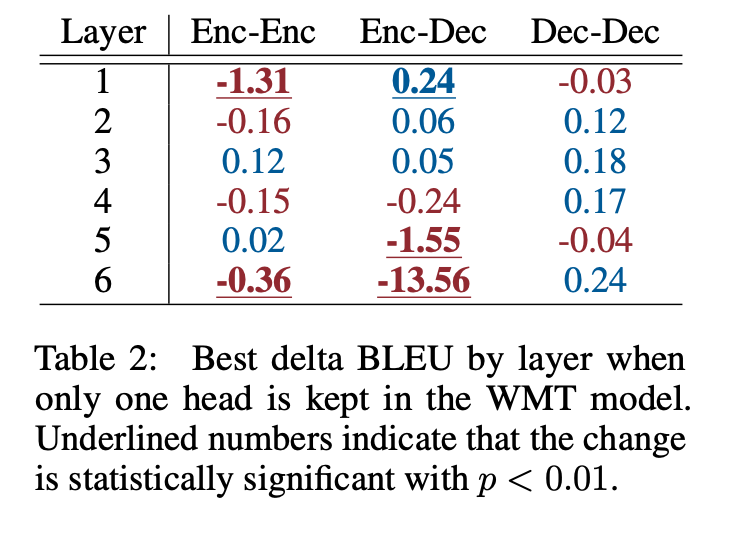 Layer Enc-Enc Enc-Dec Dec-Dec
1 -1.31 0.24 -0.03
2 -0.16 0.06 0.12
3 0.12 0.05 0.18
4 -0.15 -0.24 0.17
5 0.02 -1.55 -0.04
6 -0.36 -13.56 0.24
Table 2: Best delta BLEU by layer when
only one head is kept in the WMT model.
Underlined numbers indicate that the change
is statistically significant with p < 0.01.